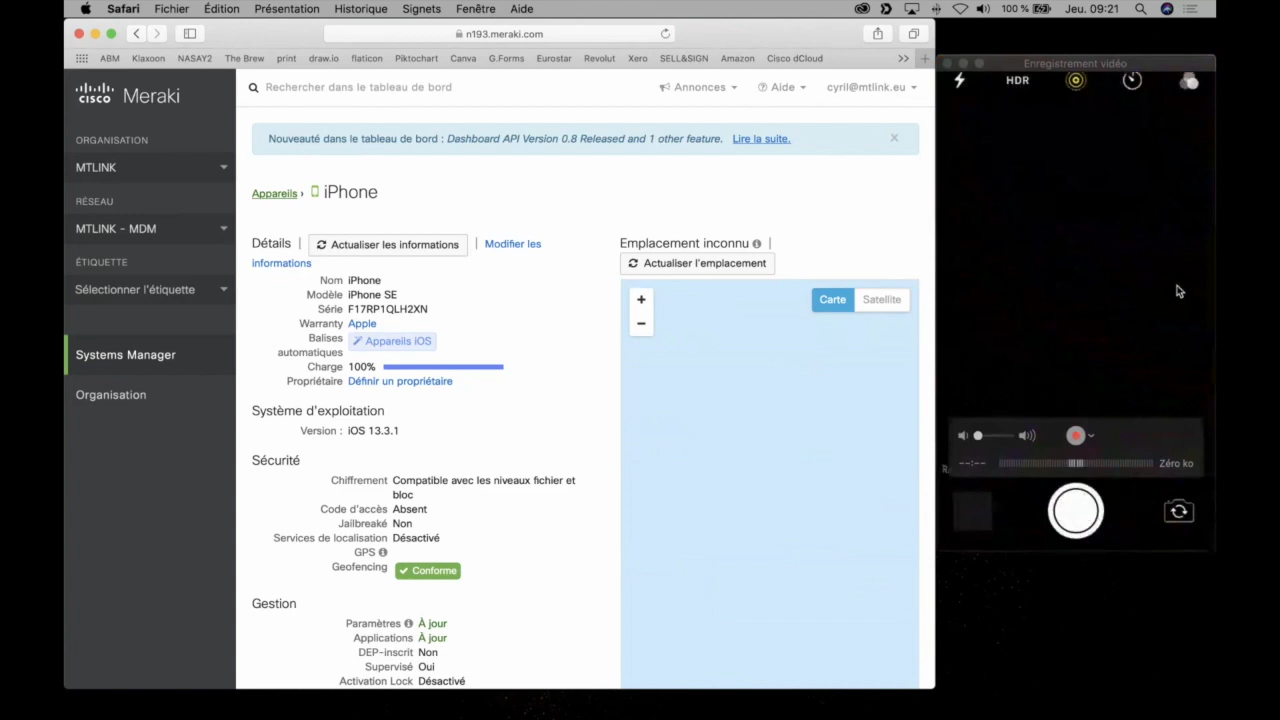 Safari Fichier Édition Présentation Historique Signets Fenêtre Aide 100 % Jeu. 09:21
n193.meraki.com
ABM Klaxoon NASAY2 The Brew print draw.io flaticon Piktochart Canva G.Forms Eurostar Revolut Xero SELL&SIGN Amazon Cisco dCloud >> +
Enregistrement vidéo
HDR
CISCO Meraki
Rechercher dans le tableau de bord
Annonces Aide cyril@mtlink.eu
ORGANISATION
MTLINK
RÉSEAU
MTLINK - MDM
ÉTIQUETTE
Sélectionner l'étiquette
Systems Manager
Organisation
Nouveauté dans le tableau de bord : Dashboard API Version 0.8 Released and 1 other feature. Lire la suite. ×
Appareils › iPhone
Détails | Actualiser les informations | Modifier les
informations
Nom iPhone
Modèle iPhone SE
Série F17RP1QLH2XN
Warranty Apple
Balises Appareils iOS
automatiques
Charge 100%
Propriétaire Définir un propriétaire
Système d'exploitation
Version : iOS 13.3.1
Sécurité
Chiffrement Compatible avec les niveaux fichier et
bloc
Code d'accès Absent
Jailbreaké Non
Services de localisation Désactivé
GPS
Geofencing Conforme
Gestion
Paramètres À jour
Applications À jour
DEP-inscrit Non
Supervisé Oui
Activation Lock Désactivé
Emplacement inconnu |
Actualiser l'emplacement
+
−
Carte Satellite
--:-- Zéro ko